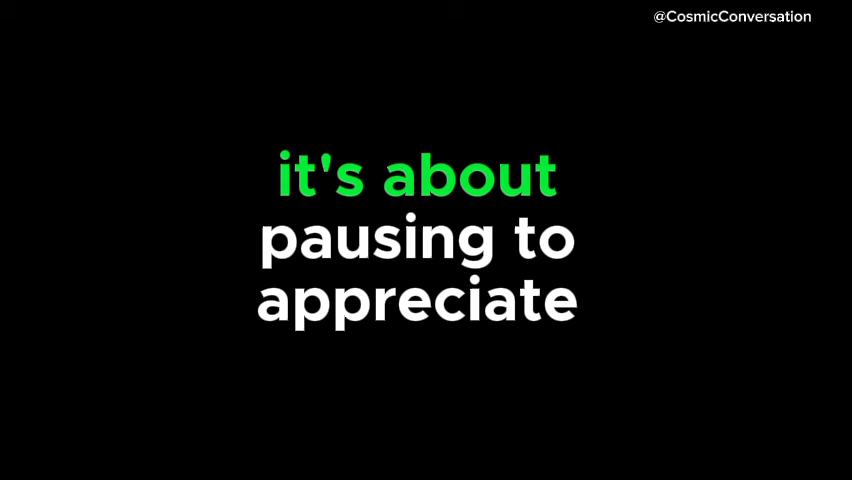 @CosmicConversation
it's about
pausing to
appreciate